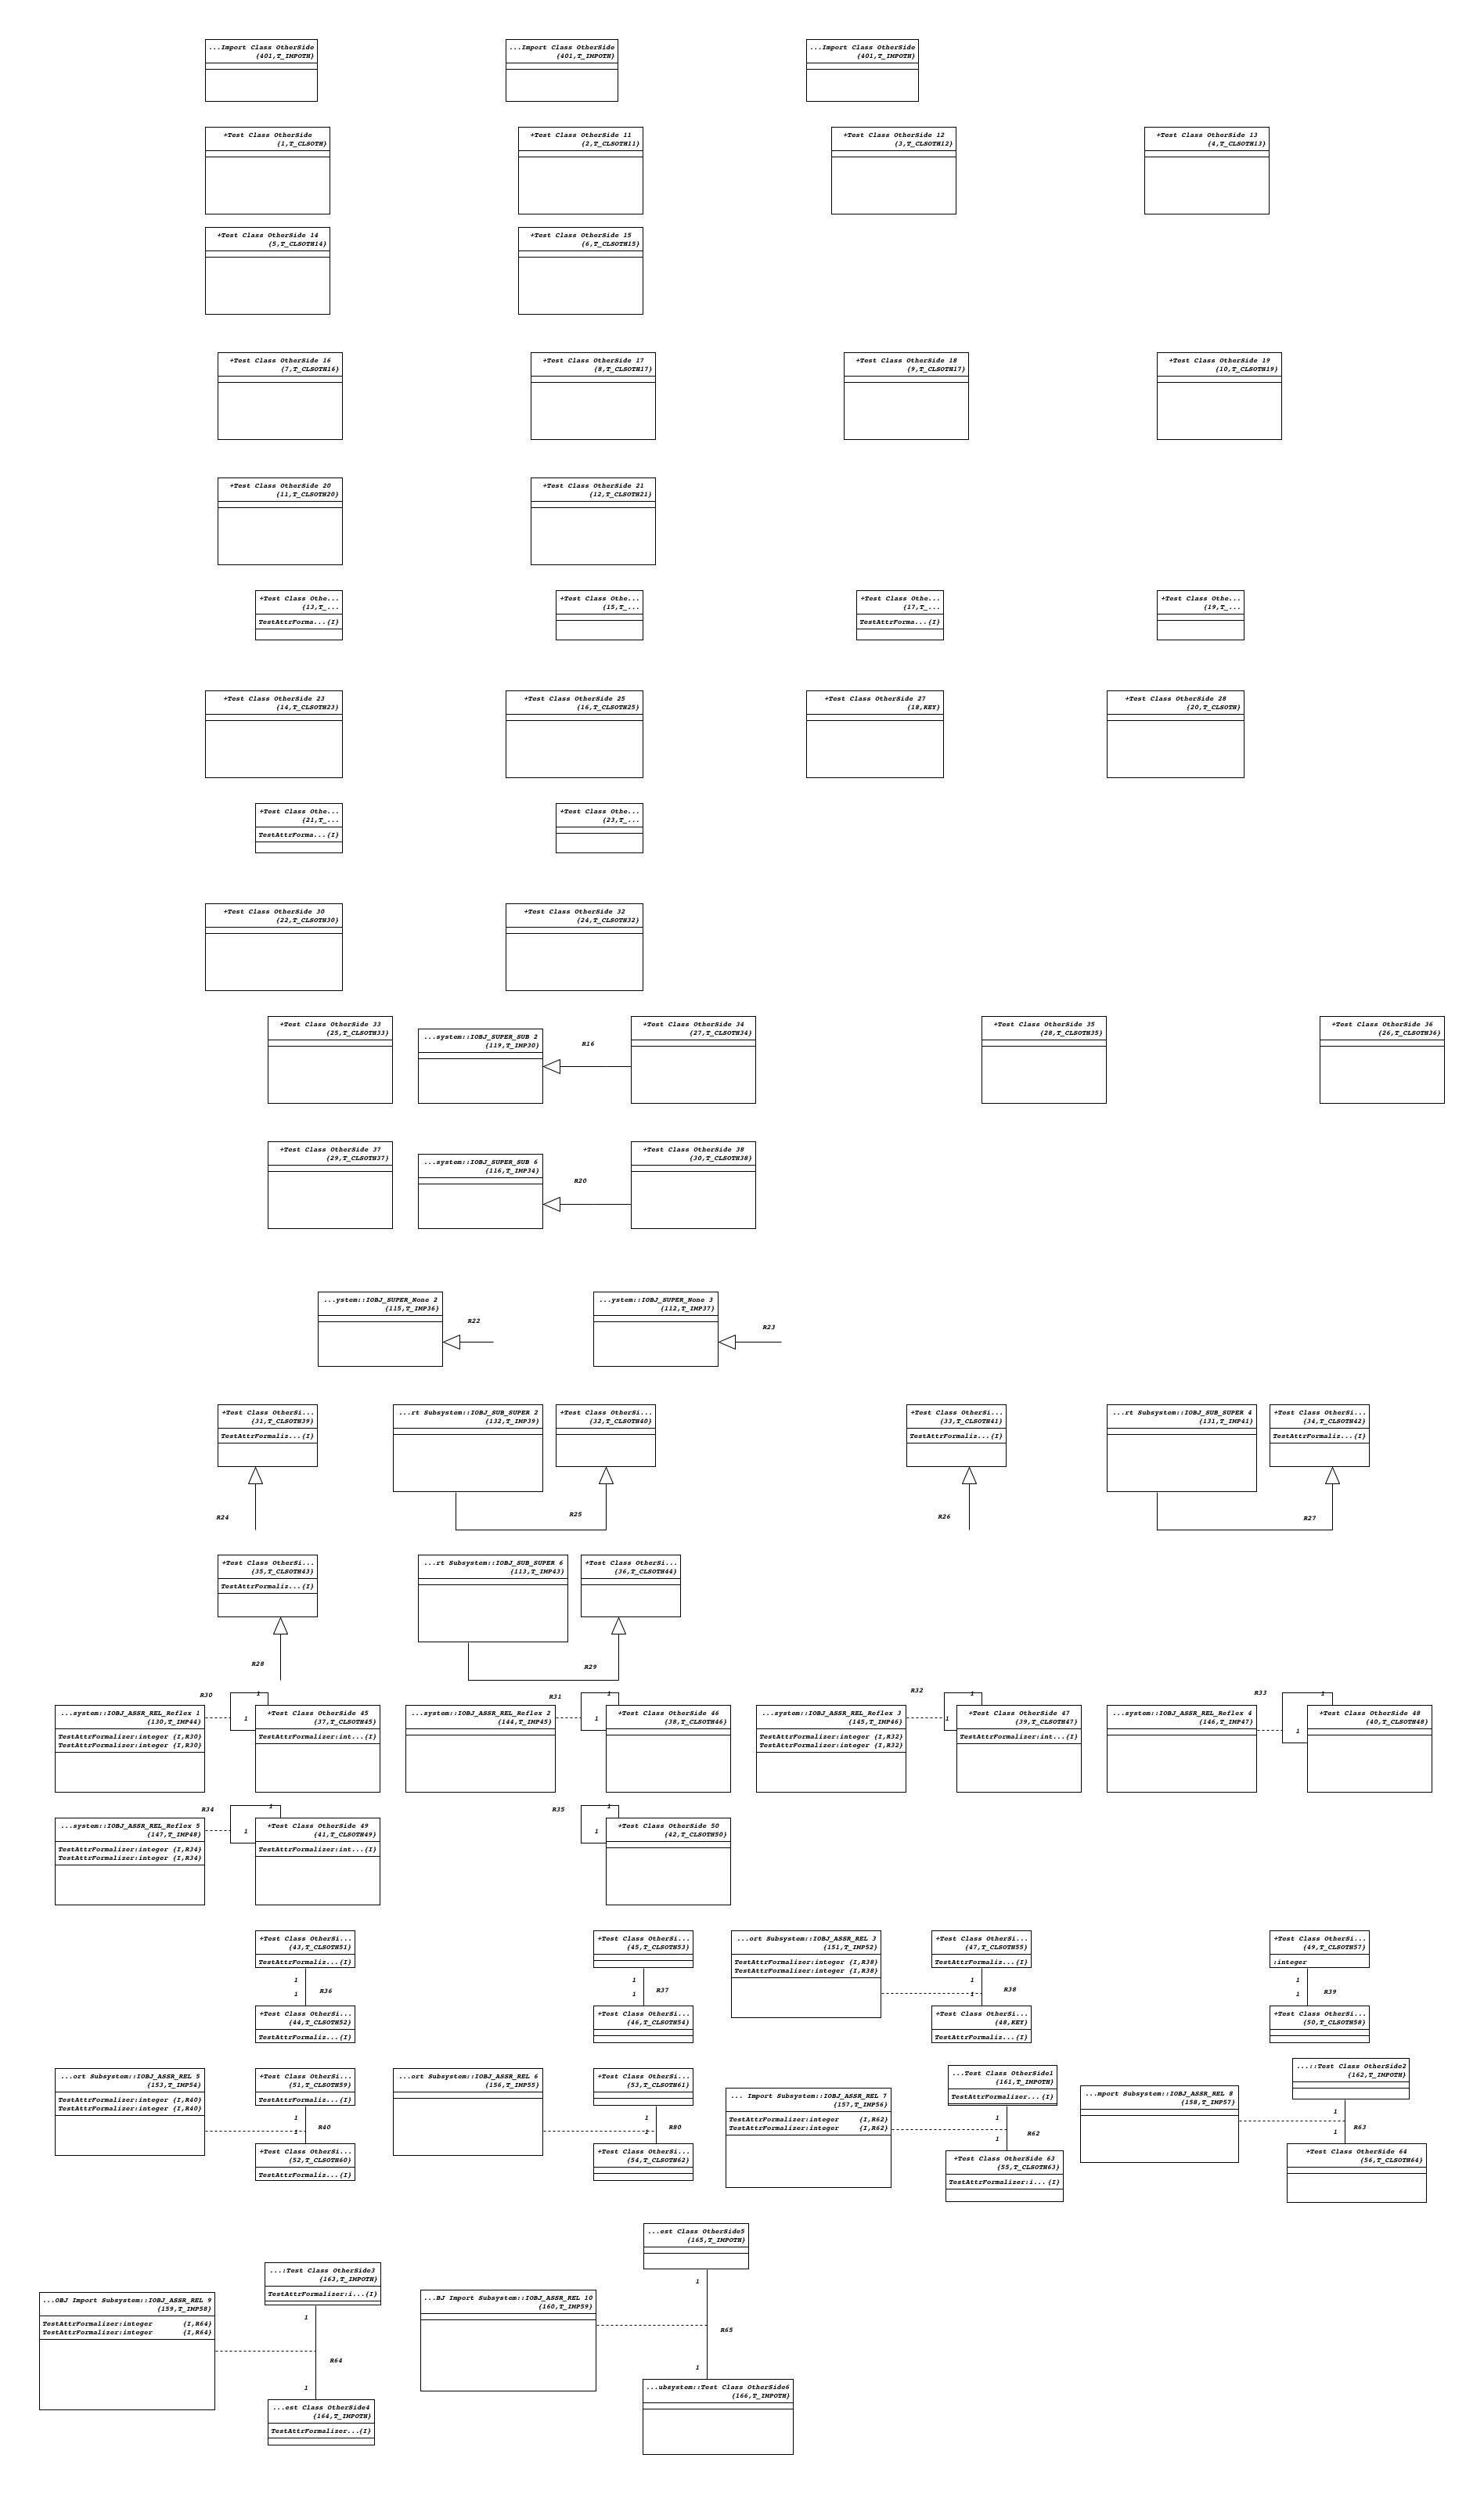 ...Import Class OtherSide
{401,T_IMPOTH}
...Import Class OtherSide
{401,T_IMPOTH}
...Import Class OtherSide
{401,T_IMPOTH}
+Test Class OtherSide
{1,T_CLSOTH}
+Test Class OtherSide 11
{2,T_CLSOTH11}
+Test Class OtherSide 12
{3,T_CLSOTH12}
+Test Class OtherSide 13
{4,T_CLSOTH13}
+Test Class OtherSide 14
{5,T_CLSOTH14}
+Test Class OtherSide 15
{6,T_CLSOTH15}
+Test Class OtherSide 16
{7,T_CLSOTH16}
+Test Class OtherSide 17
{8,T_CLSOTH17}
+Test Class OtherSide 18
{9,T_CLSOTH17}
+Test Class OtherSide 19
{10,T_CLSOTH19}
+Test Class OtherSide 20
{11,T_CLSOTH20}
+Test Class OtherSide 21
{12,T_CLSOTH21}
+Test Class Othe...
{13,T_...
TestAttrForma...{I}
+Test Class Othe...
{15,T_...
+Test Class Othe...
{17,T_...
TestAttrForma...{I}
+Test Class Othe...
{19,T_...
+Test Class OtherSide 23
{14,T_CLSOTH23}
+Test Class OtherSide 25
{16,T_CLSOTH25}
+Test Class OtherSide 27
{18,KEY}
+Test Class OtherSide 28
{20,T_CLSOTH}
+Test Class Othe...
{21,T_...
TestAttrForma...{I}
+Test Class Othe...
{23,T_...
+Test Class OtherSide 30
{22,T_CLSOTH30}
+Test Class OtherSide 32
{24,T_CLSOTH32}
+Test Class OtherSide 33
{25,T_CLSOTH33}
...system::IOBJ_SUPER_SUB 2
{119,T_IMP30}
R16
+Test Class OtherSide 34
{27,T_CLSOTH34}
+Test Class OtherSide 35
{28,T_CLSOTH35}
+Test Class OtherSide 36
{26,T_CLSOTH36}
+Test Class OtherSide 37
{29,T_CLSOTH37}
...system::IOBJ_SUPER_SUB 6
{116,T_IMP34}
R20
+Test Class OtherSide 38
{30,T_CLSOTH38}
...ystem::IOBJ_SUPER_None 2
{115,T_IMP36}
R22
...ystem::IOBJ_SUPER_None 3
{112,T_IMP37}
R23
+Test Class OtherSi...
{31,T_CLSOTH39}
TestAttrFormaliz...{I}
R24
...rt Subsystem::IOBJ_SUB_SUPER 2
{132,T_IMP39}
+Test Class OtherSi...
{32,T_CLSOTH40}
R25
+Test Class OtherSi...
{33,T_CLSOTH41}
TestAttrFormaliz...{I}
R26
...rt Subsystem::IOBJ_SUB_SUPER 4
{131,T_IMP41}
+Test Class OtherSi...
{34,T_CLSOTH42}
TestAttrFormaliz...{I}
R27
+Test Class OtherSi...
{35,T_CLSOTH43}
TestAttrFormaliz...{I}
R28
...rt Subsystem::IOBJ_SUB_SUPER 6
{113,T_IMP43}
+Test Class OtherSi...
{36,T_CLSOTH44}
R29
R30
1
1
...system::IOBJ_ASSR_REL_Reflex 1
{130,T_IMP44}
TestAttrFormalizer:integer {I,R30}
TestAttrFormalizer:integer {I,R30}
+Test Class OtherSide 45
{37,T_CLSOTH45}
TestAttrFormalizer:int...{I}
R31
1
1
...system::IOBJ_ASSR_REL_Reflex 2
{144,T_IMP45}
+Test Class OtherSide 46
{38,T_CLSOTH46}
R32
1
1
...system::IOBJ_ASSR_REL_Reflex 3
{145,T_IMP46}
TestAttrFormalizer:integer {I,R32}
TestAttrFormalizer:integer {I,R32}
+Test Class OtherSide 47
{39,T_CLSOTH47}
TestAttrFormalizer:int...{I}
R33
1
1
...system::IOBJ_ASSR_REL_Reflex 4
{146,T_IMP47}
+Test Class OtherSide 48
{40,T_CLSOTH48}
R34
1
1
...system::IOBJ_ASSR_REL_Reflex 5
{147,T_IMP48}
TestAttrFormalizer:integer {I,R34}
TestAttrFormalizer:integer {I,R34}
+Test Class OtherSide 49
{41,T_CLSOTH49}
TestAttrFormalizer:int...{I}
R35
1
1
+Test Class OtherSide 50
{42,T_CLSOTH50}
+Test Class OtherSi...
{43,T_CLSOTH51}
TestAttrFormaliz...{I}
1
1
R36
+Test Class OtherSi...
{44,T_CLSOTH52}
TestAttrFormaliz...{I}
+Test Class OtherSi...
{45,T_CLSOTH53}
1
1
R37
+Test Class OtherSi...
{46,T_CLSOTH54}
...ort Subsystem::IOBJ_ASSR_REL 3
{151,T_IMP52}
TestAttrFormalizer:integer {I,R38}
TestAttrFormalizer:integer {I,R38}
+Test Class OtherSi...
{47,T_CLSOTH55}
TestAttrFormaliz...{I}
1
1
R38
+Test Class OtherSi...
{48,KEY}
TestAttrFormaliz...{I}
+Test Class OtherSi...
{49,T_CLSOTH57}
:integer
1
1
R39
+Test Class OtherSi...
{50,T_CLSOTH58}
...ort Subsystem::IOBJ_ASSR_REL 5
{153,T_IMP54}
TestAttrFormalizer:integer {I,R40}
TestAttrFormalizer:integer {I,R40}
+Test Class OtherSi...
{51,T_CLSOTH59}
TestAttrFormaliz...{I}
1
1
R40
+Test Class OtherSi...
{52,T_CLSOTH60}
TestAttrFormaliz...{I}
...ort Subsystem::IOBJ_ASSR_REL 6
{156,T_IMP55}
+Test Class OtherSi...
{53,T_CLSOTH61}
1
1
R80
+Test Class OtherSi...
{54,T_CLSOTH62}
... Import Subsystem::IOBJ_ASSR_REL 7
{157,T_IMP56}
TestAttrFormalizer:integer {I,R62}
TestAttrFormalizer:integer {I,R62}
...Test Class OtherSide1
{161,T_IMPOTH}
TestAttrFormalizer...{I}
1
1
R62
+Test Class OtherSide 63
{55,T_CLSOTH63}
TestAttrFormalizer:i...{I}
...mport Subsystem::IOBJ_ASSR_REL 8
{158,T_IMP57}
...::Test Class OtherSide2
{162,T_IMPOTH}
1
1
R63
+Test Class OtherSide 64
{56,T_CLSOTH64}
...OBJ Import Subsystem::IOBJ_ASSR_REL 9
{159,T_IMP58}
TestAttrFormalizer:integer {I,R64}
TestAttrFormalizer:integer {I,R64}
...:Test Class OtherSide3
{163,T_IMPOTH}
TestAttrFormalizer:i...{I}
1
R64
1
...est Class OtherSide4
{164,T_IMPOTH}
TestAttrFormalizer...{I}
...est Class OtherSide5
{165,T_IMPOTH}
1
...BJ Import Subsystem::IOBJ_ASSR_REL 10
{160,T_IMP59}
R65
1
...ubsystem::Test Class OtherSide6
{166,T_IMPOTH}